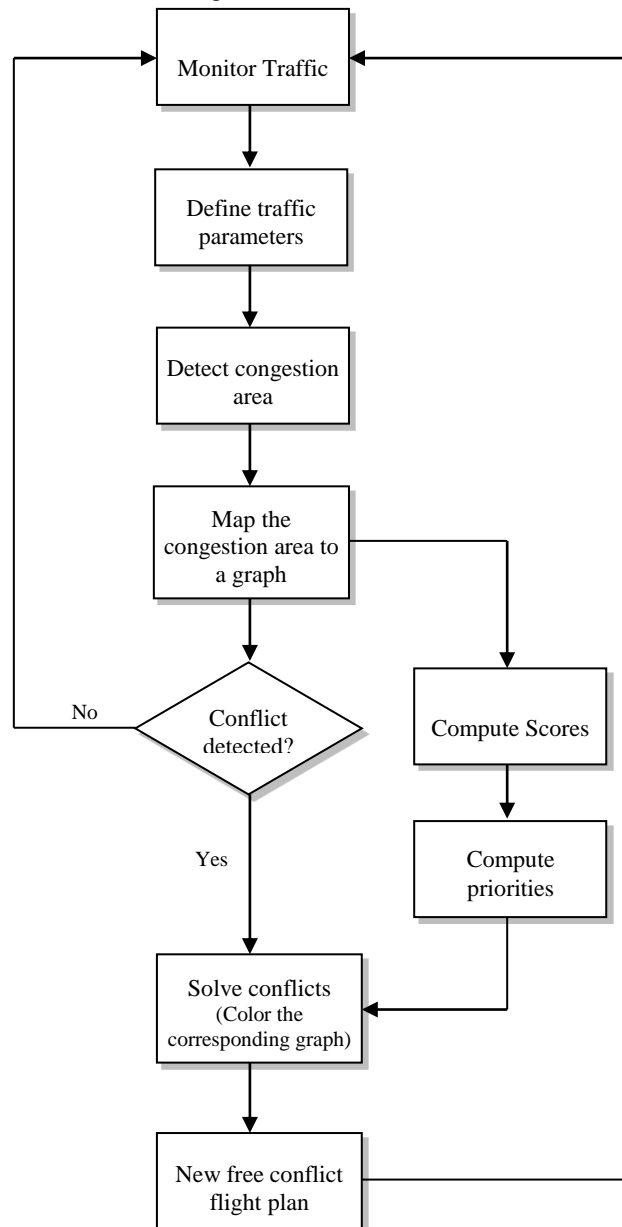 Monitor Traffic
Define traffic
parameters
Detect congestion
area
Map the
congestion area to
a graph
No
Conflict
detected?
Compute Scores
Yes
Compute
priorities
Solve conflicts
(Color the
corresponding graph)
New free conflict
flight plan